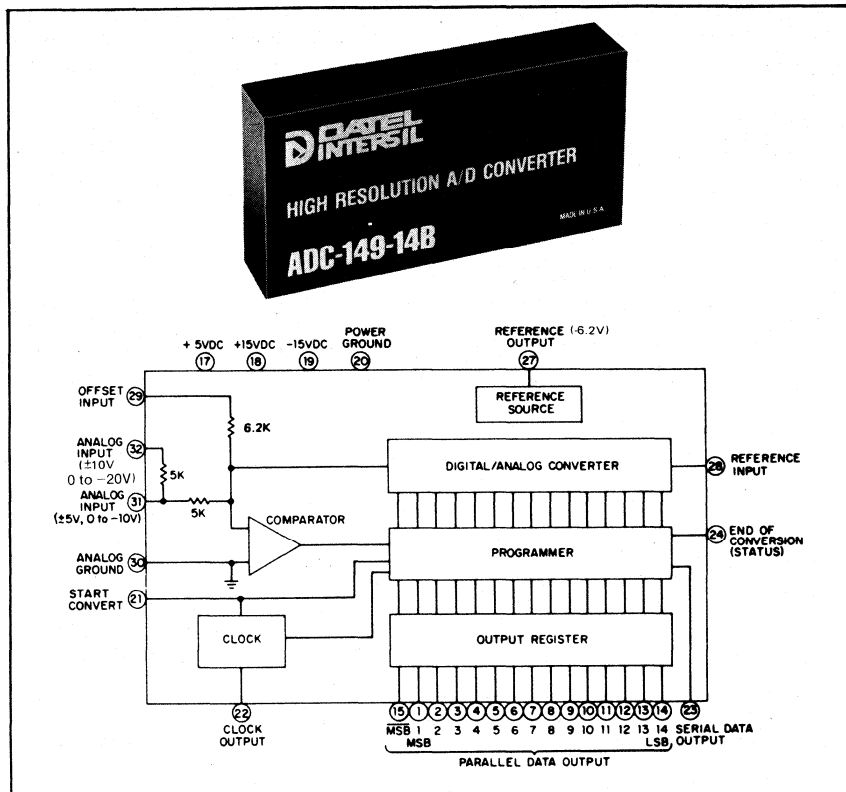 DATEL
INTERSIL
HIGH RESOLUTION A/D CONVERTER
MADE IN U.S.A.
ADC-149-14B
+ 5VDC
17
+15VDC
18
-15VDC
19
POWER
GROUND
20
REFERENCE (-6.2V)
OUTPUT
27
REFERENCE
SOURCE
OFFSET
INPUT
29
6.2K
ANALOG
INPUT
32
(±10V
0 to -20V)
5K
ANALOG
INPUT
31
(±5V, 0 to -10V)
5K
DIGITAL/ANALOG CONVERTER
28
REFERENCE
INPUT
COMPARATOR
PROGRAMMER
24
END OF
CONVERSION
(STATUS)
ANALOG
GROUND
30
START
CONVERT
21
CLOCK
OUTPUT REGISTER
22
CLOCK
OUTPUT
15 1 2 3 4 5 6 7 8 9 10 11 12 13 14 23
MSB 1 2 3 4 5 6 7 8 9 10 11 12 13 14 SERIAL DATA
MSB LSB OUTPUT
PARALLEL DATA OUTPUT